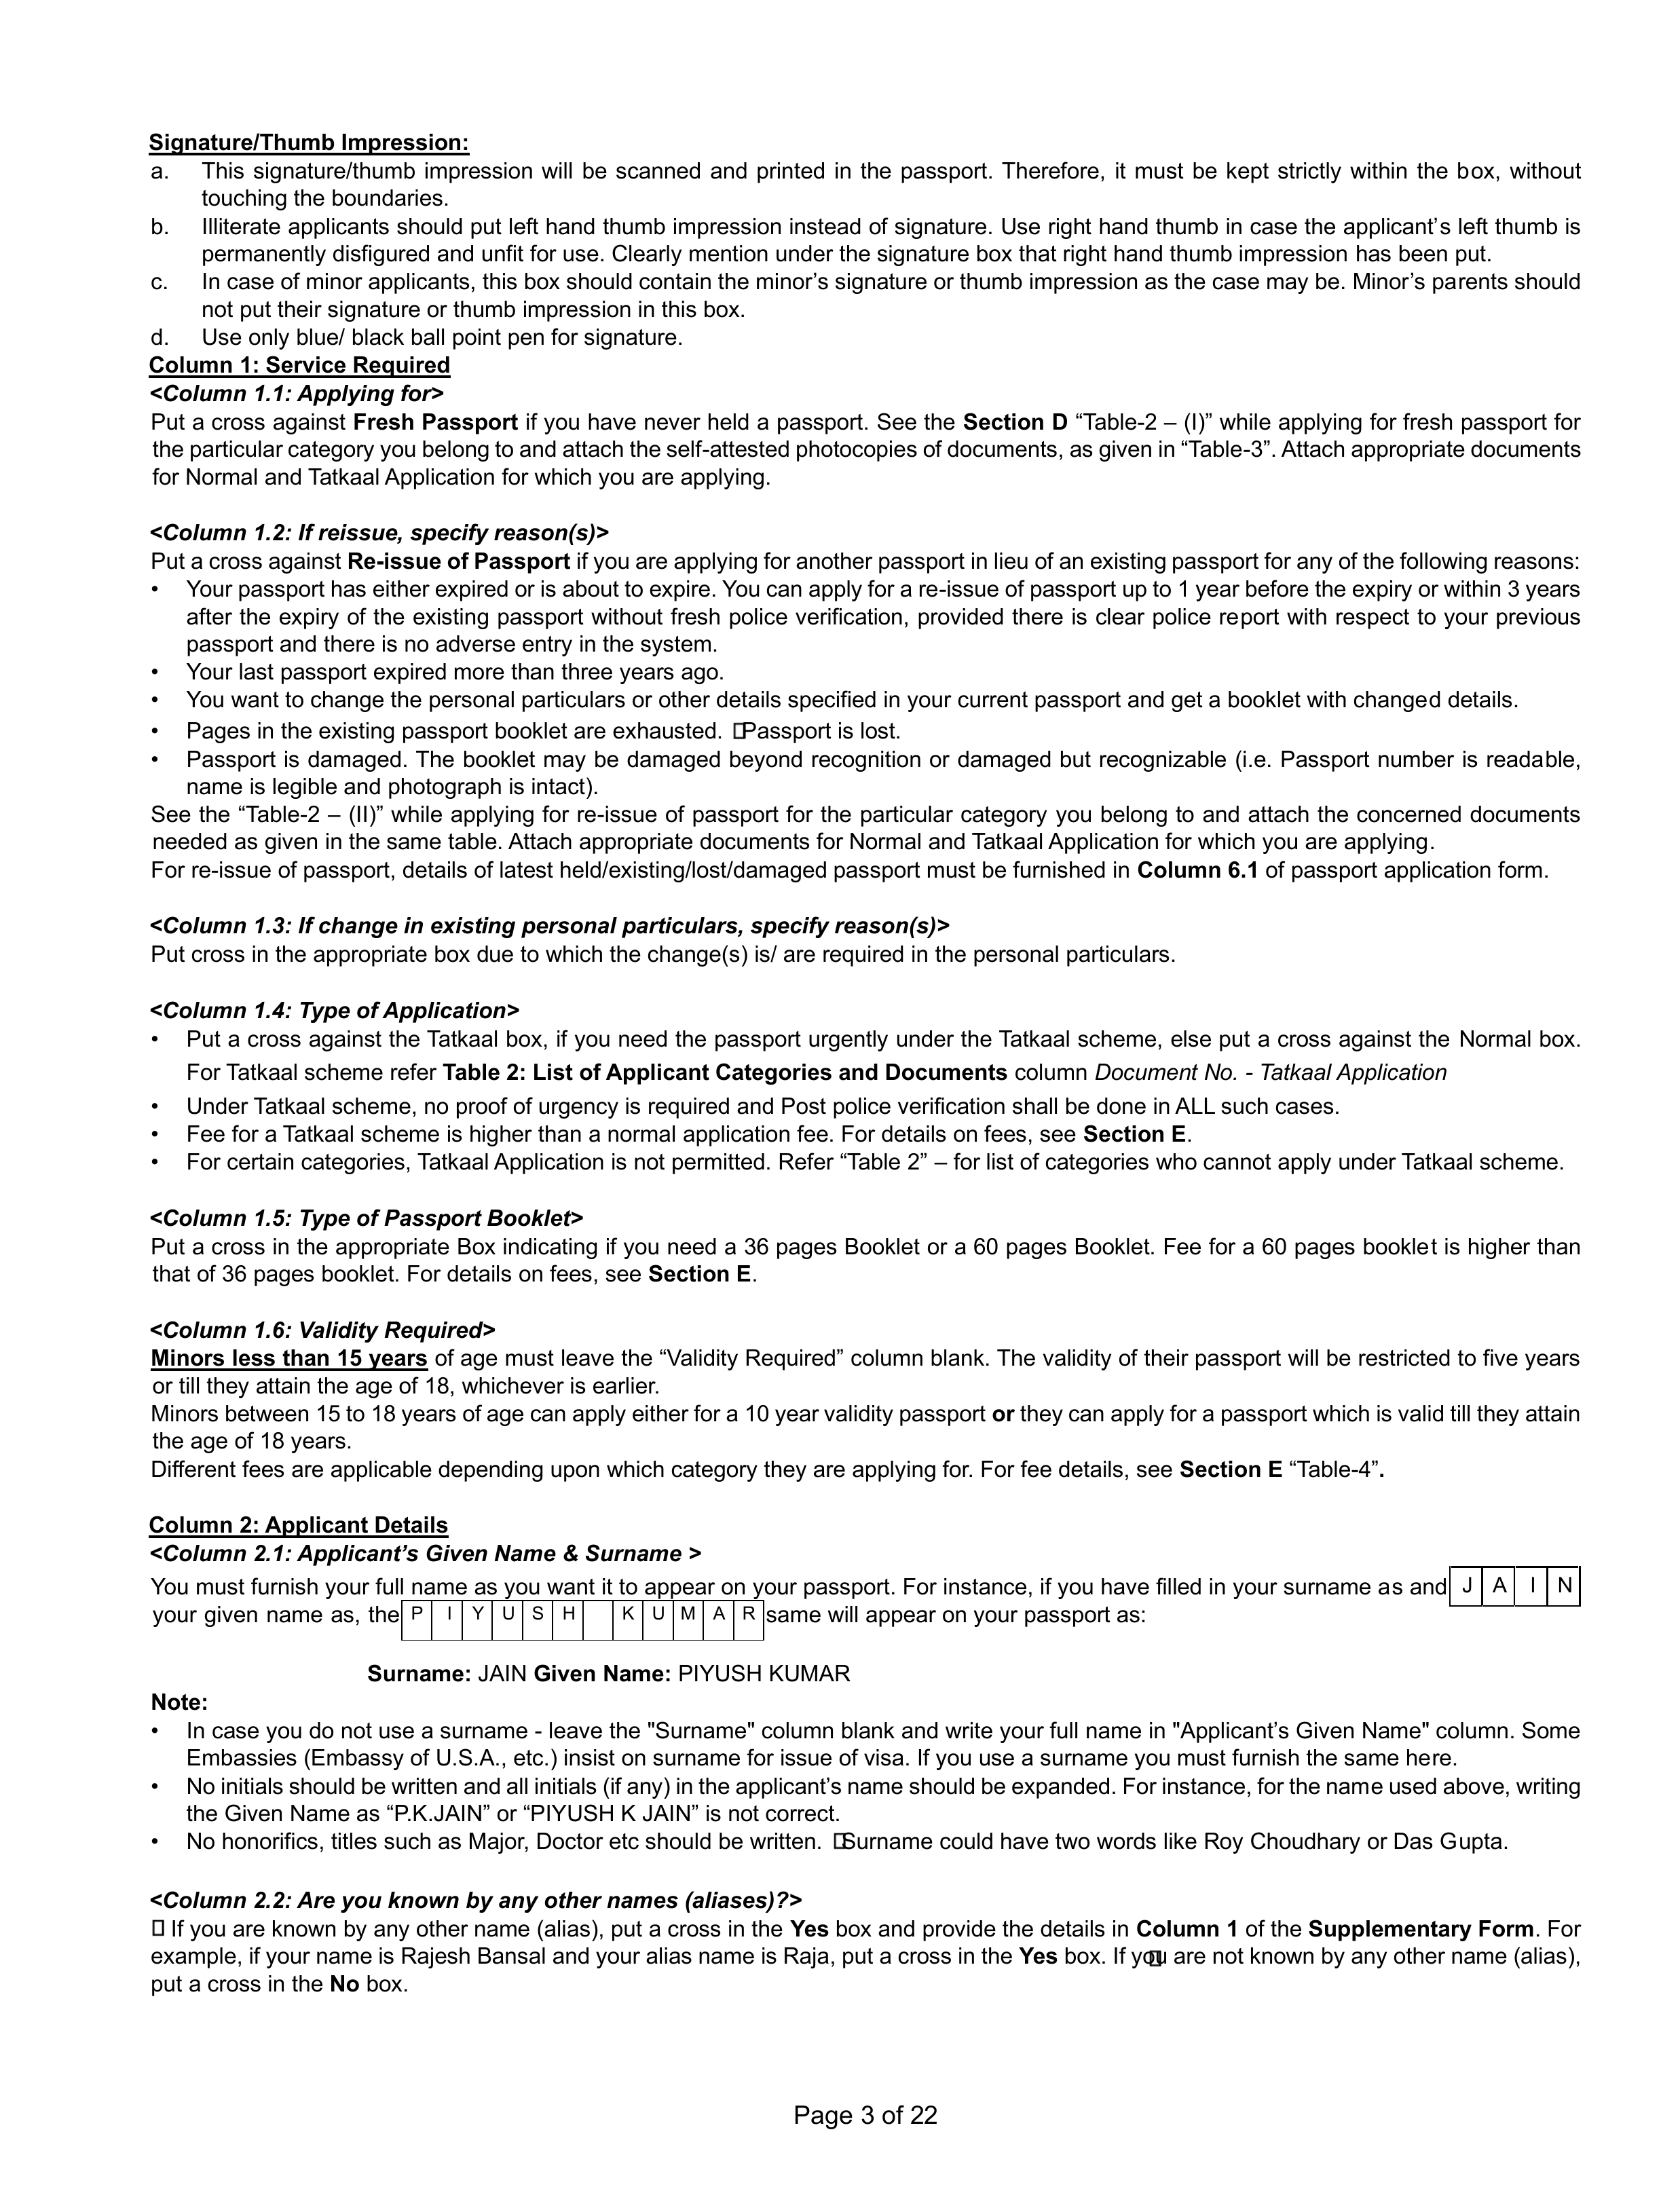 Signature/Thumb Impression:
a. This signature/thumb impression will be scanned and printed in the passport. Therefore, it must be kept strictly within the box, without
touching the boundaries.
b. Illiterate applicants should put left hand thumb impression instead of signature. Use right hand thumb in case the applicant’s left thumb is
permanently disfigured and unfit for use. Clearly mention under the signature box that right hand thumb impression has been put.
c. In case of minor applicants, this box should contain the minor’s signature or thumb impression as the case may be. Minor’s parents should
not put their signature or thumb impression in this box.
d. Use only blue/ black ball point pen for signature.
Column 1: Service Required
<Column 1.1: Applying for>
Put a cross against Fresh Passport if you have never held a passport. See the Section D “Table-2 – (I)” while applying for fresh passport for
the particular category you belong to and attach the self-attested photocopies of documents, as given in “Table-3”. Attach appropriate documents
for Normal and Tatkaal Application for which you are applying.
<Column 1.2: If reissue, specify reason(s)>
Put a cross against Re-issue of Passport if you are applying for another passport in lieu of an existing passport for any of the following reasons:
• Your passport has either expired or is about to expire. You can apply for a re-issue of passport up to 1 year before the expiry or within 3 years
after the expiry of the existing passport without fresh police verification, provided there is clear police report with respect to your previous
passport and there is no adverse entry in the system.
• Your last passport expired more than three years ago.
• You want to change the personal particulars or other details specified in your current passport and get a booklet with changed details.
• Pages in the existing passport booklet are exhausted. Passport is lost.
• Passport is damaged. The booklet may be damaged beyond recognition or damaged but recognizable (i.e. Passport number is readable,
name is legible and photograph is intact).
See the “Table-2 – (II)” while applying for re-issue of passport for the particular category you belong to and attach the concerned documents
needed as given in the same table. Attach appropriate documents for Normal and Tatkaal Application for which you are applying.
For re-issue of passport, details of latest held/existing/lost/damaged passport must be furnished in Column 6.1 of passport application form.
<Column 1.3: If change in existing personal particulars, specify reason(s)>
Put cross in the appropriate box due to which the change(s) is/ are required in the personal particulars.
<Column 1.4: Type of Application>
• Put a cross against the Tatkaal box, if you need the passport urgently under the Tatkaal scheme, else put a cross against the Normal box.
For Tatkaal scheme refer Table 2: List of Applicant Categories and Documents column Document No. - Tatkaal Application
• Under Tatkaal scheme, no proof of urgency is required and Post police verification shall be done in ALL such cases.
• Fee for a Tatkaal scheme is higher than a normal application fee. For details on fees, see Section E.
• For certain categories, Tatkaal Application is not permitted. Refer “Table 2” – for list of categories who cannot apply under Tatkaal scheme.
<Column 1.5: Type of Passport Booklet>
Put a cross in the appropriate Box indicating if you need a 36 pages Booklet or a 60 pages Booklet. Fee for a 60 pages booklet is higher than
that of 36 pages booklet. For details on fees, see Section E.
<Column 1.6: Validity Required>
Minors less than 15 years of age must leave the “Validity Required” column blank. The validity of their passport will be restricted to five years
or till they attain the age of 18, whichever is earlier.
Minors between 15 to 18 years of age can apply either for a 10 year validity passport or they can apply for a passport which is valid till they attain
the age of 18 years.
Different fees are applicable depending upon which category they are applying for. For fee details, see Section E “Table-4”.
Column 2: Applicant Details
<Column 2.1: Applicant’s Given Name & Surname >
You must furnish your full name as you want it to appear on your passport. For instance, if you have filled in your surname as and J A I N
your given name as, the P I Y U S H K U M A R same will appear on your passport as:
Surname: JAIN Given Name: PIYUSH KUMAR
Note:
• In case you do not use a surname - leave the "Surname" column blank and write your full name in "Applicant’s Given Name" column. Some
Embassies (Embassy of U.S.A., etc.) insist on surname for issue of visa. If you use a surname you must furnish the same here.
• No initials should be written and all initials (if any) in the applicant’s name should be expanded. For instance, for the name used above, writing
the Given Name as “P.K.JAIN” or “PIYUSH K JAIN” is not correct.
• No honorifics, titles such as Major, Doctor etc should be written. Surname could have two words like Roy Choudhary or Das Gupta.
<Column 2.2: Are you known by any other names (aliases)?>
If you are known by any other name (alias), put a cross in the Yes box and provide the details in Column 1 of the Supplementary Form. For
example, if your name is Rajesh Bansal and your alias name is Raja, put a cross in the Yes box. If you are not known by any other name (alias),
put a cross in the No box.
Page 3 of 22